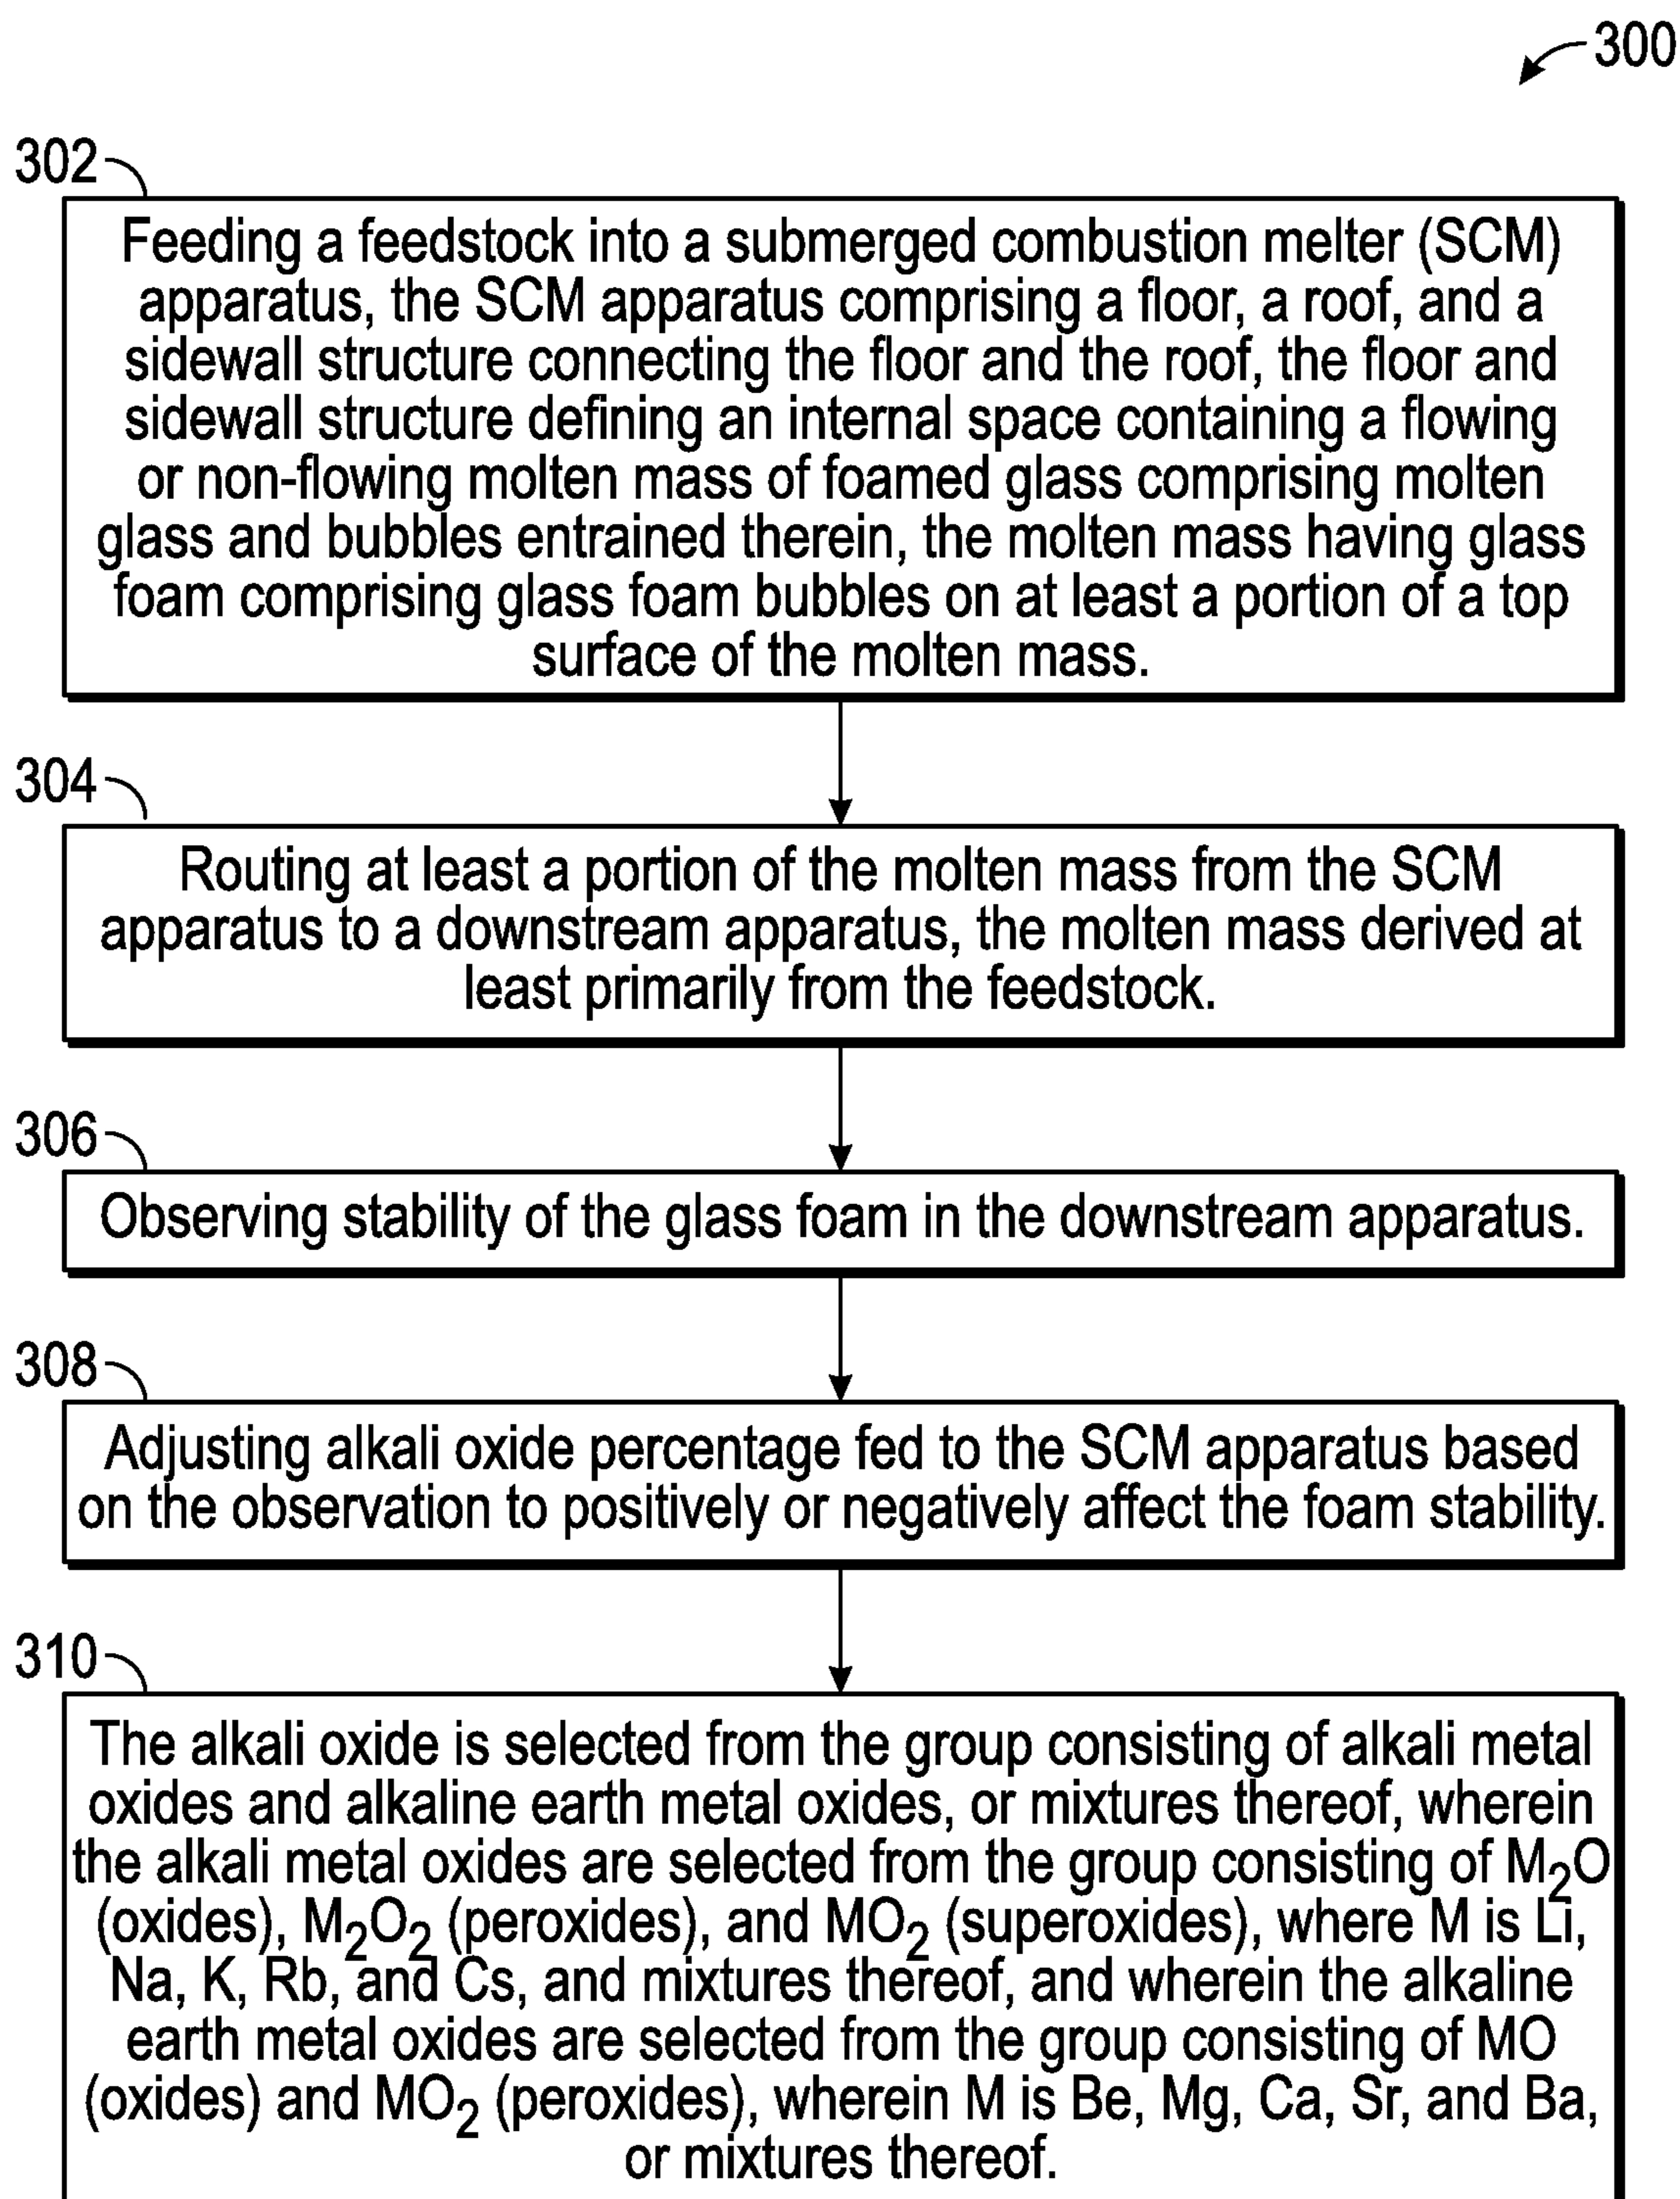 300
302
Feeding a feedstock into a submerged combustion melter (SCM)
apparatus, the SCM apparatus comprising a floor, a roof, and a
sidewall structure connecting the floor and the roof, the floor and
sidewall structure defining an internal space containing a flowing
or non-flowing molten mass of foamed glass comprising molten
glass and bubbles entrained therein, the molten mass having glass
foam comprising glass foam bubbles on at least a portion of a top
surface of the molten mass.
304
Routing at least a portion of the molten mass from the SCM
apparatus to a downstream apparatus, the molten mass derived at
least primarily from the feedstock.
306
Observing stability of the glass foam in the downstream apparatus.
308
Adjusting alkali oxide percentage fed to the SCM apparatus based
on the observation to positively or negatively affect the foam stability.
310
The alkali oxide is selected from the group consisting of alkali metal
oxides and alkaline earth metal oxides, or mixtures thereof, wherein
the alkali metal oxides are selected from the group consisting of M₂O
(oxides), M₂O₂ (peroxides), and MO₂ (superoxides), where M is Li,
Na, K, Rb, and Cs, and mixtures thereof, and wherein the alkaline
earth metal oxides are selected from the group consisting of MO
(oxides) and MO₂ (peroxides), wherein M is Be, Mg, Ca, Sr, and Ba,
or mixtures thereof.